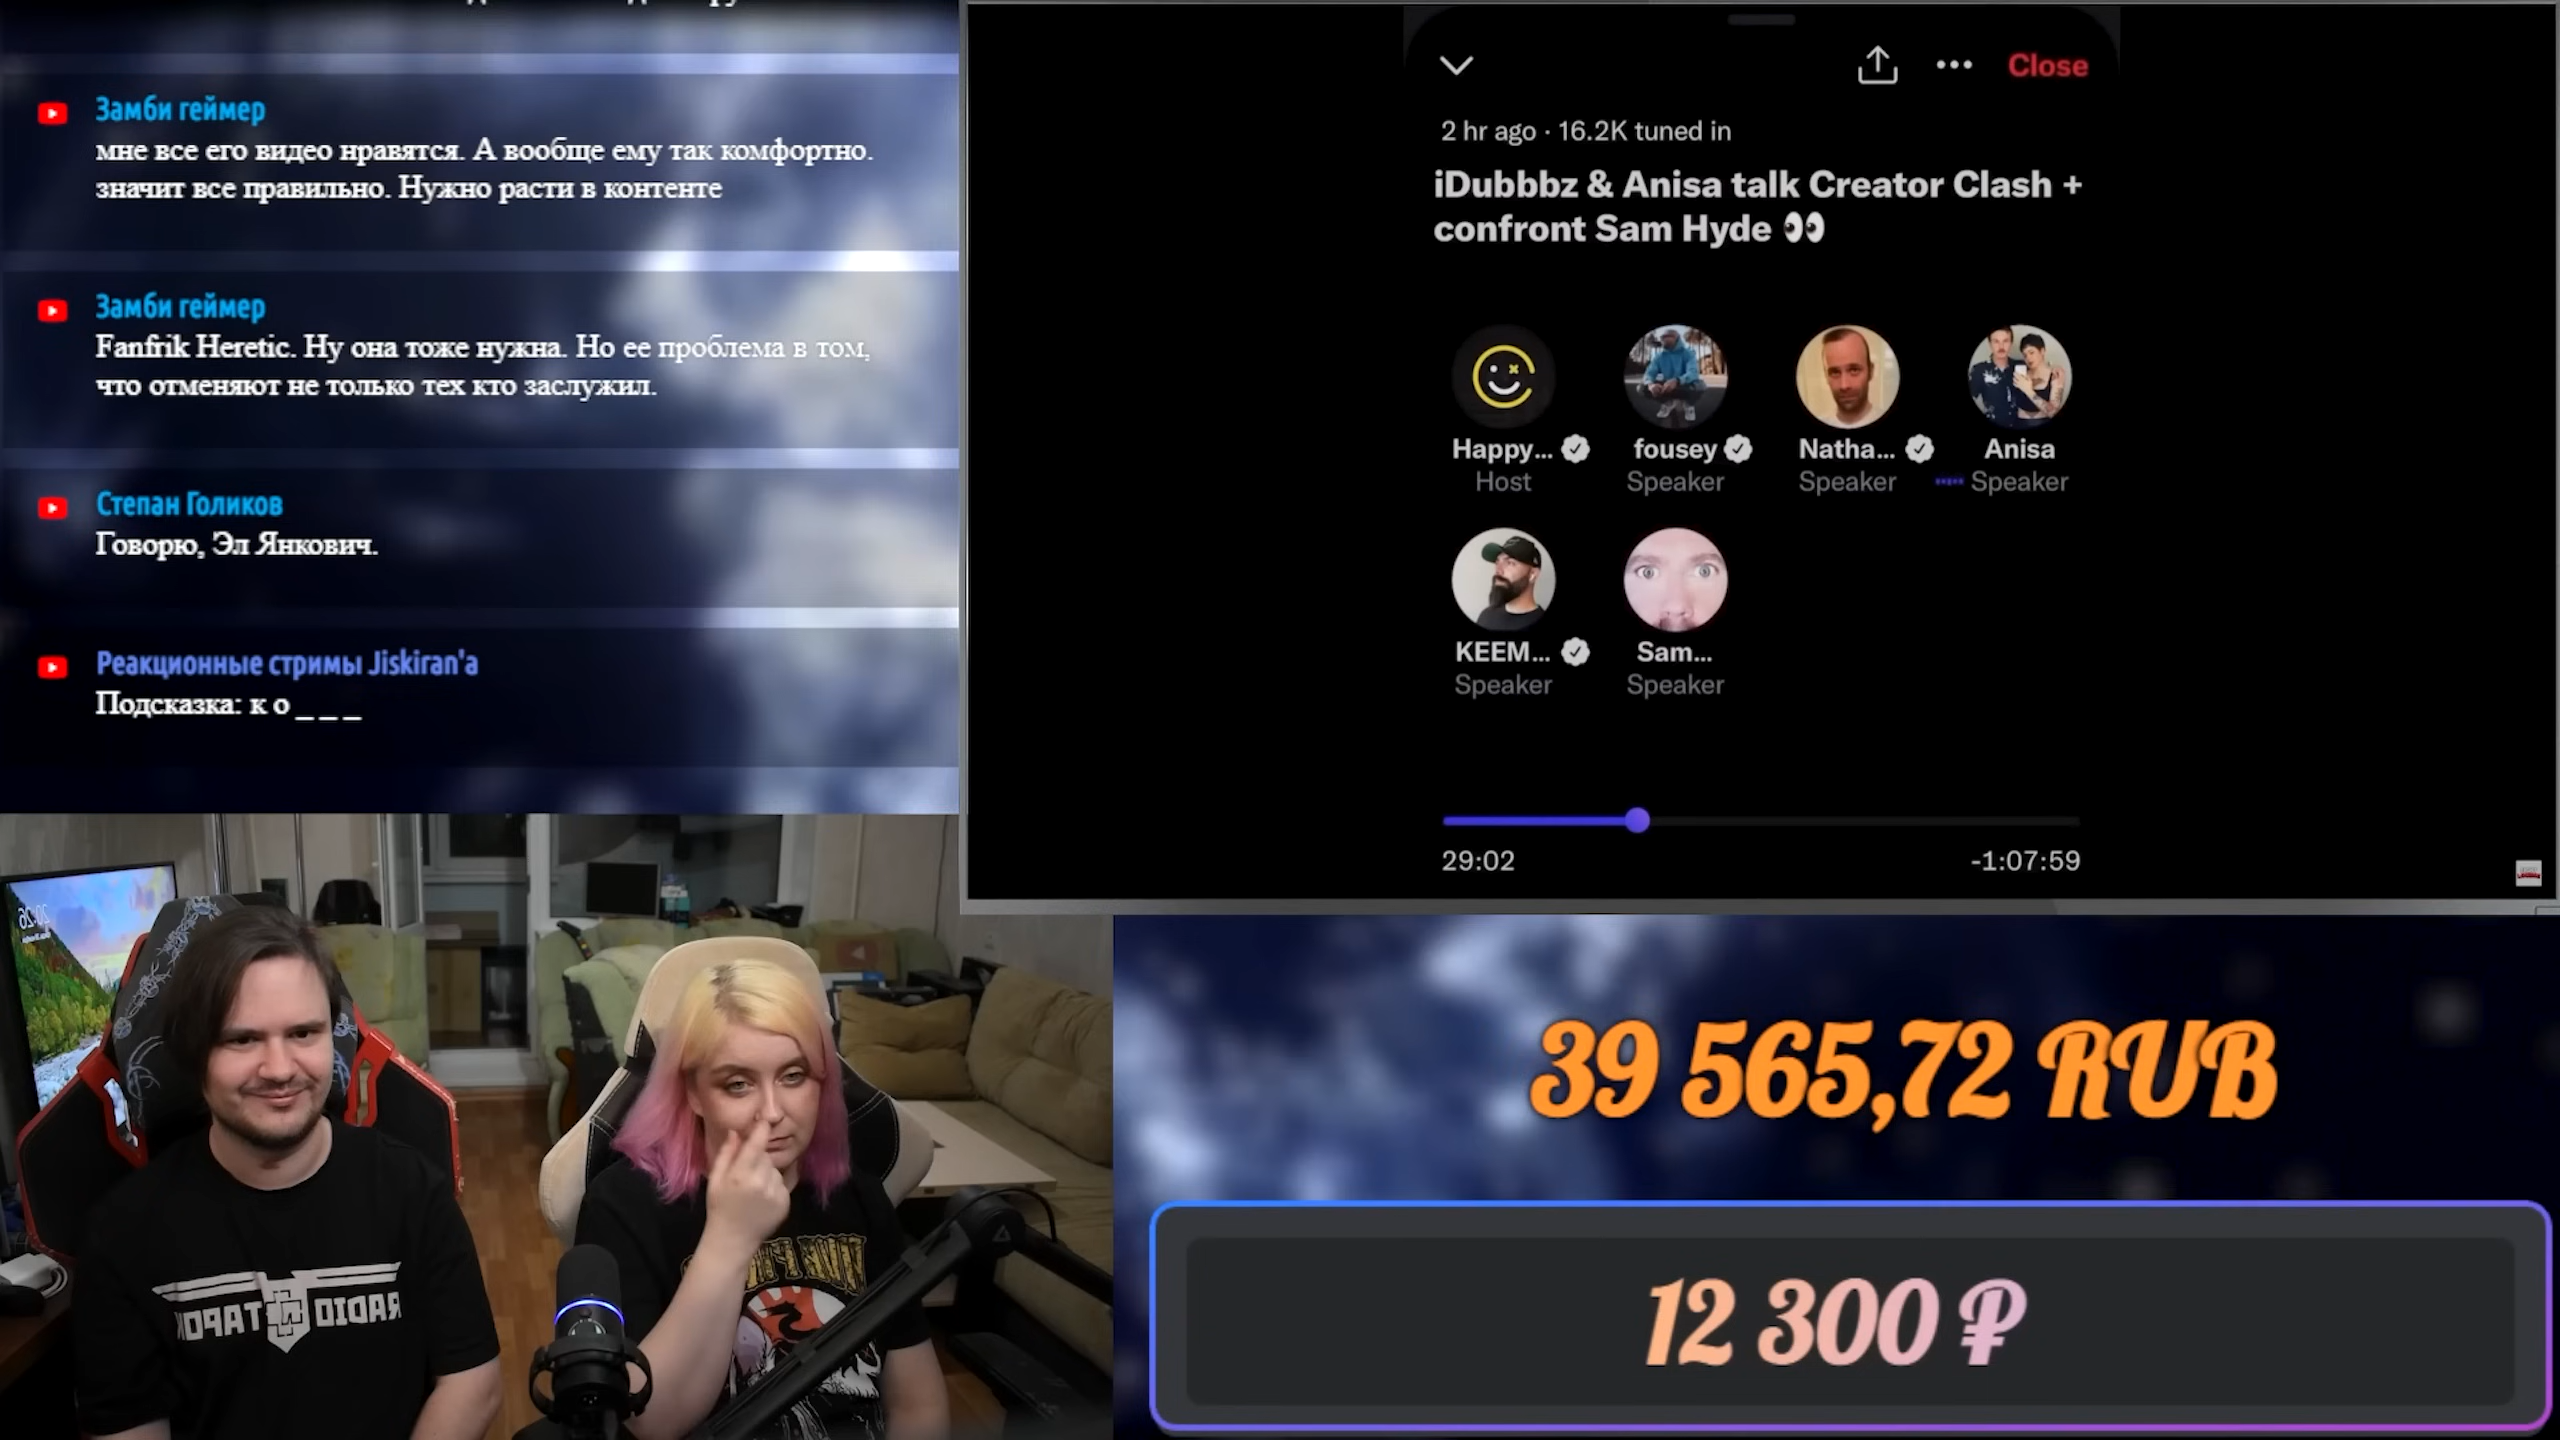 Замби геймер
мне все его видео нравятся. А вообще ему так комфортно.
значит все правильно. Нужно расти в контенте
Замби геймер
Fanfrik Heretic. Ну она тоже нужна. Но ее проблема в том,
что отменяют не только тех кто заслужил.
Степан Голиков
Говорю, Эл Янкович.
Реакционные стримы Jiskiran'a
Подсказка: к о _ _ _
Close
2 hr ago · 16.2K tuned in
iDubbbz & Anisa talk Creator Clash +
confront Sam Hyde 👀
Happy... fousey Natha... Anisa
Host Speaker Speaker Speaker
KEEM... Sam...
Speaker Speaker
29:02 -1:07:59
20:26
RADIO TAPOK
39 565,72 RUB
12 300 ₽